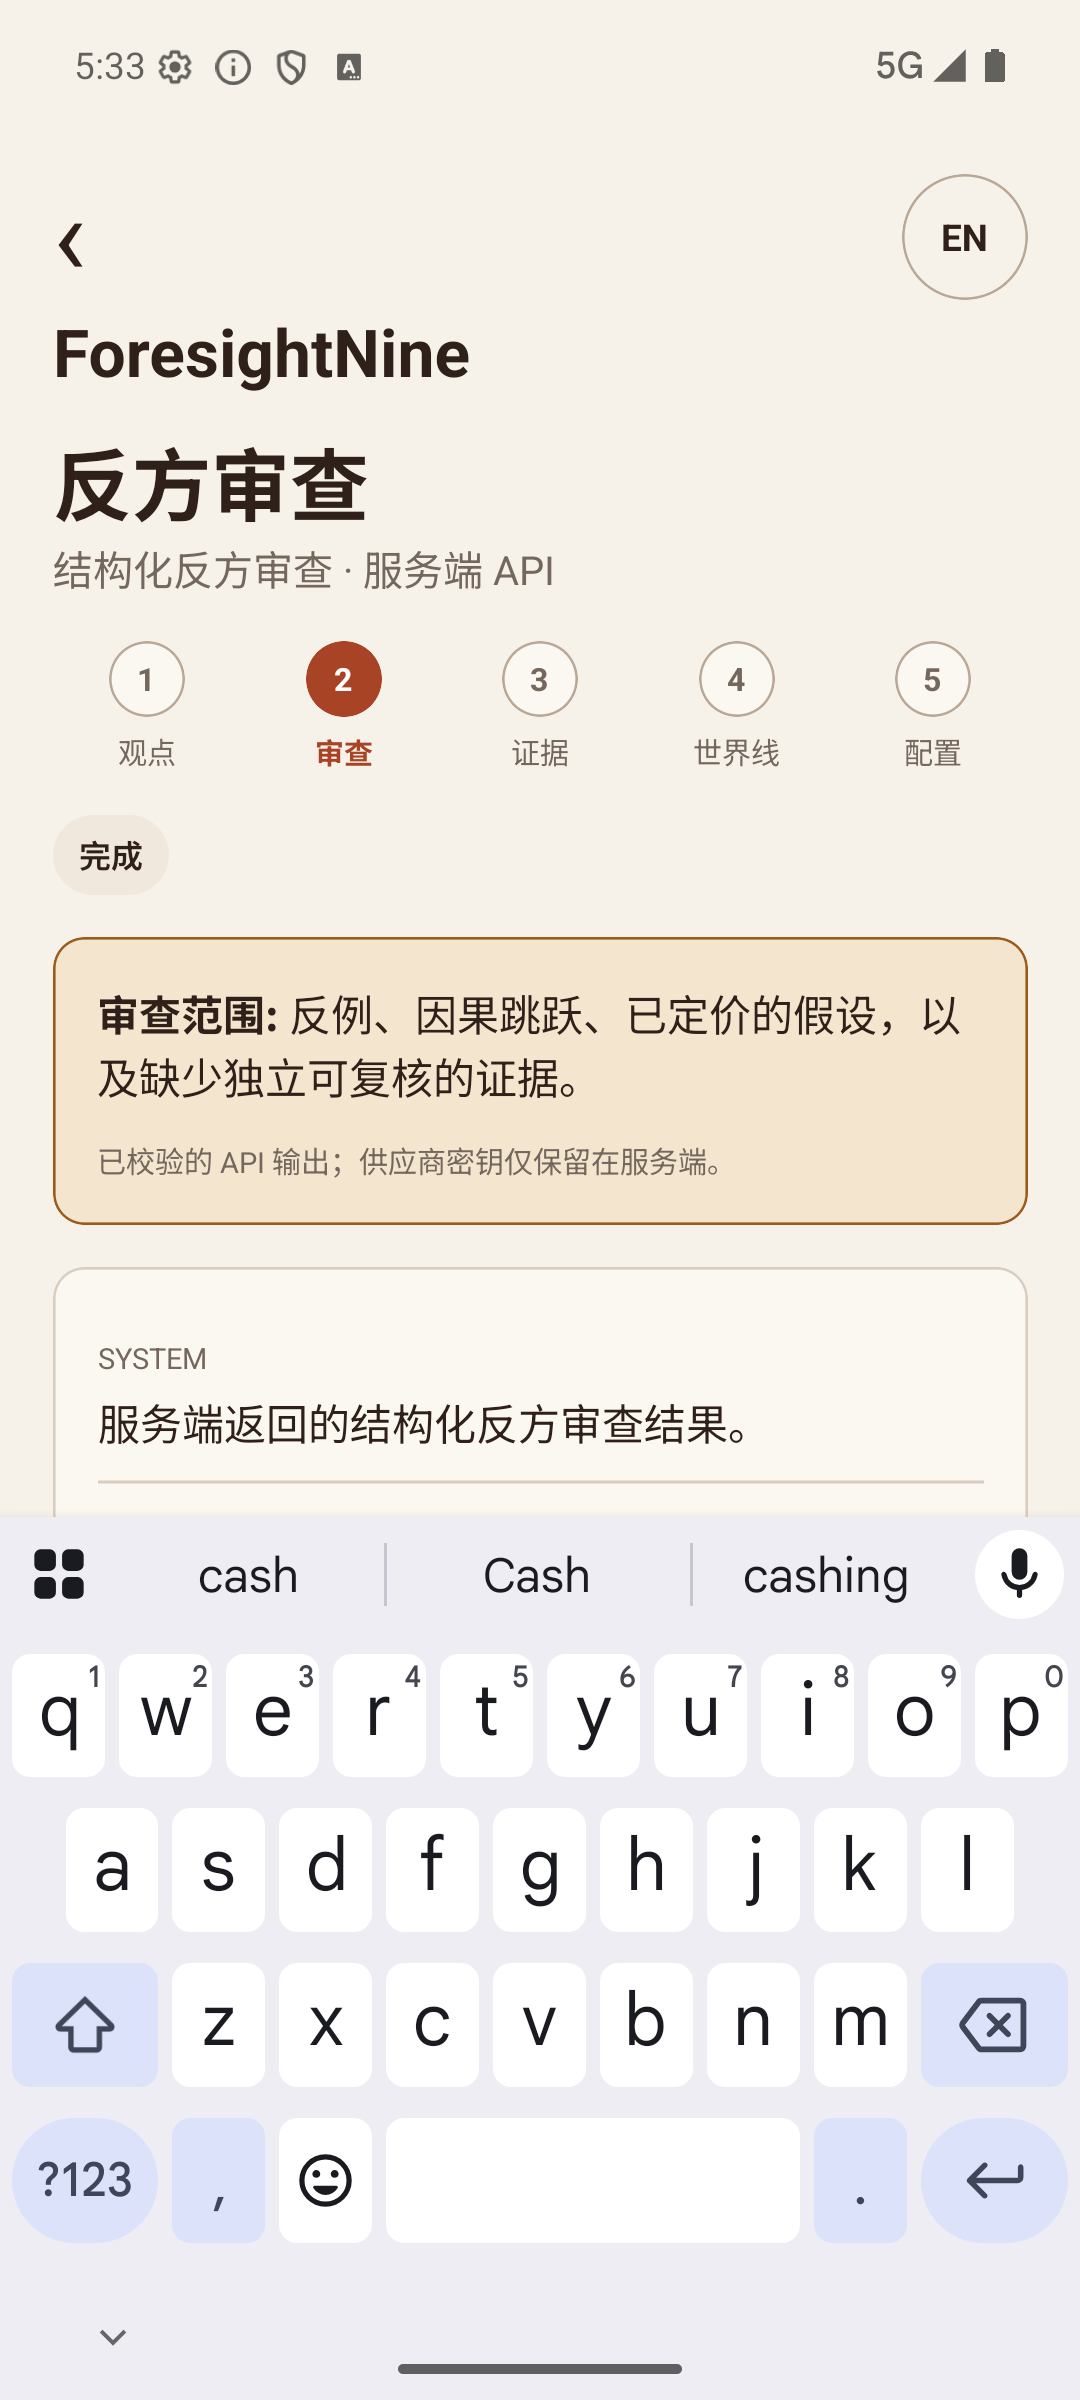 5:33
5G
‹
EN
ForesightNine
反方审查
结构化反方审查 · 服务端 API
1 2 3 4 5
观点 审查 证据 世界线 配置
完成
审查范围: 反例、因果跳跃、已定价的假设，以
及缺少独立可复核的证据。
已校验的 API 输出；供应商密钥仅保留在服务端。
SYSTEM
服务端返回的结构化反方审查结果。
cash Cash cashing
1 2 3 4 5 6 7 8 9 0
q w e r t y u i o p
a s d f g h j k l
z x c v b n m
?123 , .